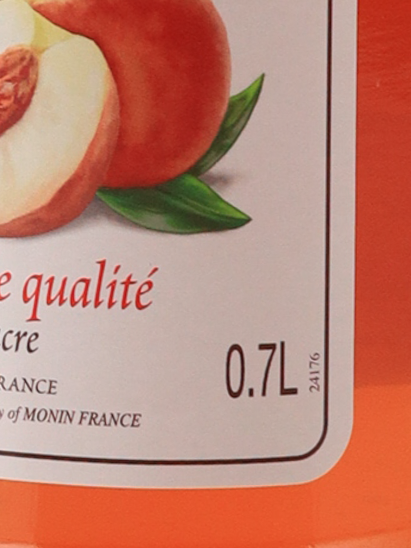 e qualité
cre
RANCE
y of MONIN FRANCE
0.7L
24176